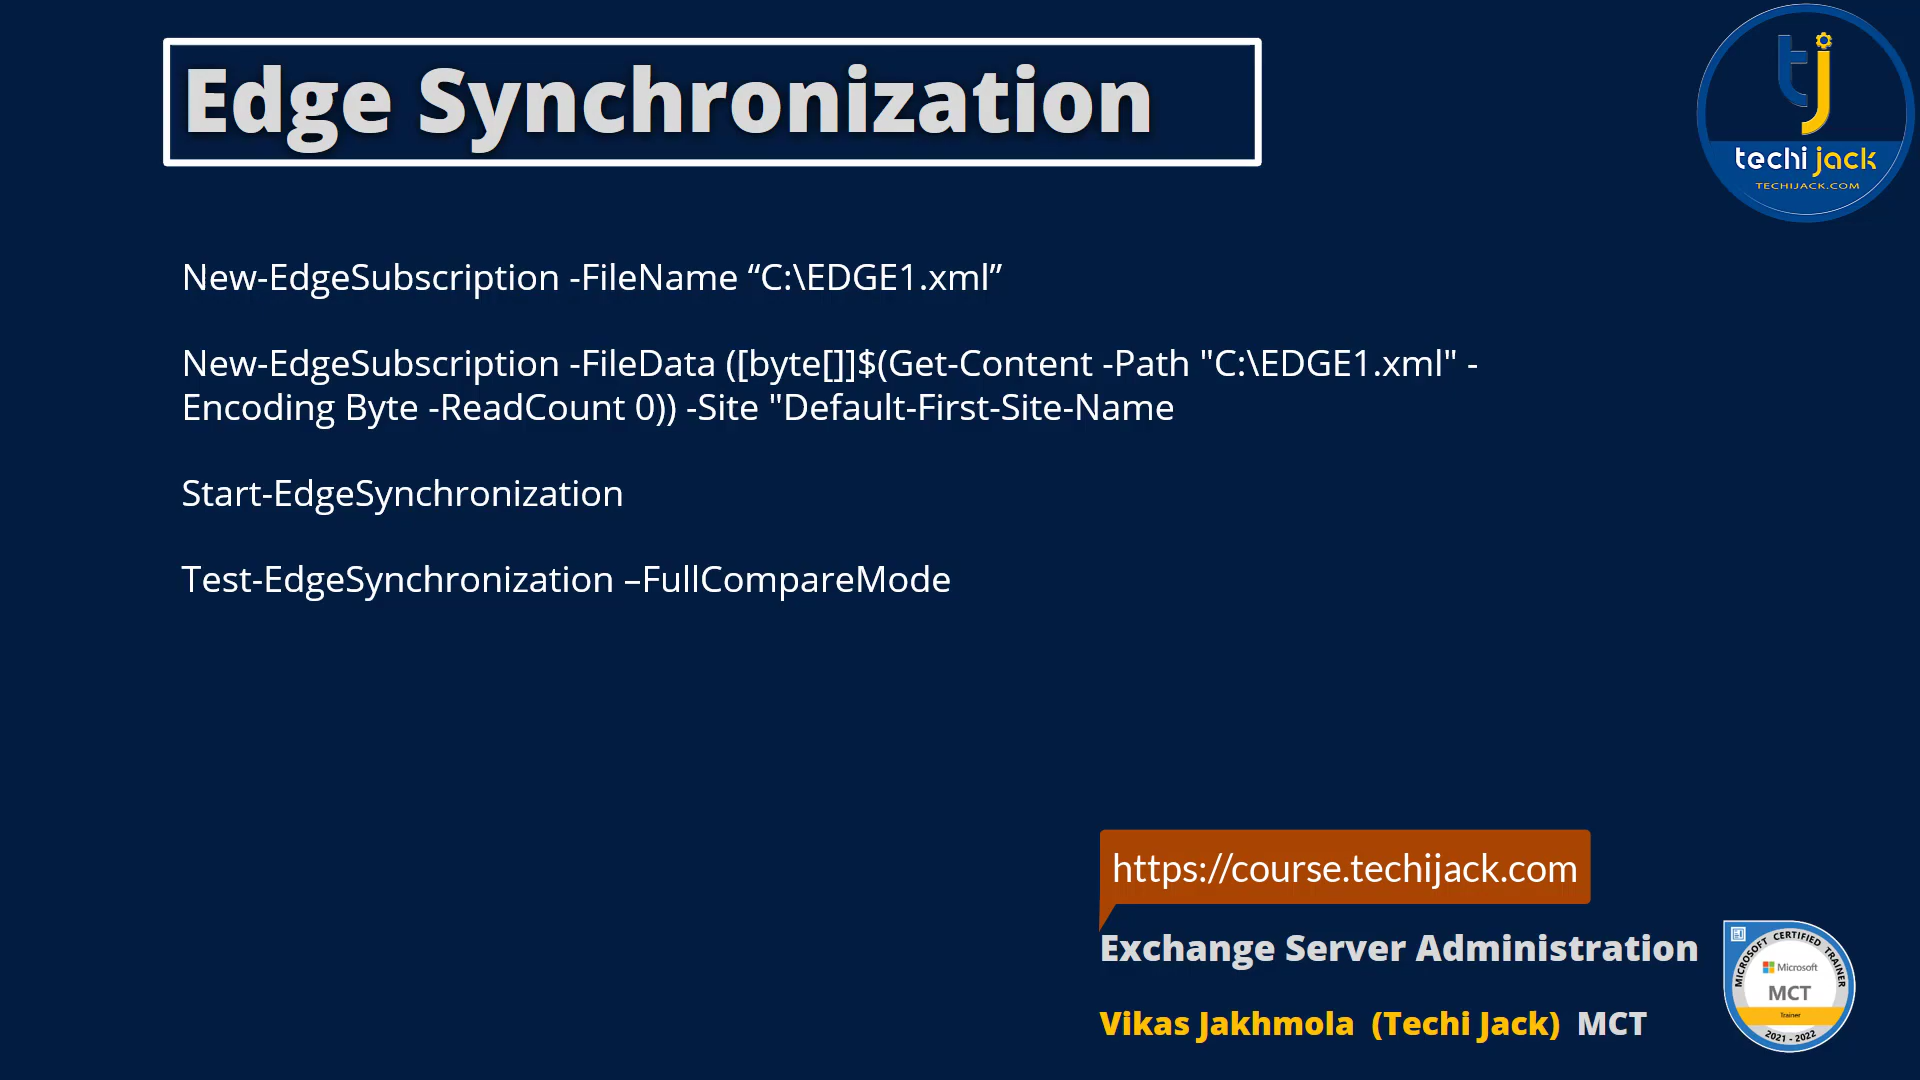 Edge Synchronization
tj
techi jack
TECHIJACK.COM
New-EdgeSubscription -FileName “C:\EDGE1.xml”
New-EdgeSubscription -FileData ([byte[]]$(Get-Content -Path "C:\EDGE1.xml" -
Encoding Byte -ReadCount 0)) -Site "Default-First-Site-Name
Start-EdgeSynchronization
Test-EdgeSynchronization –FullCompareMode
https://course.techijack.com
Exchange Server Administration
Vikas Jakhmola (Techi Jack) MCT
MICROSOFT CERTIFIED TRAINER
Microsoft
MCT
Trainer
2021 - 2022